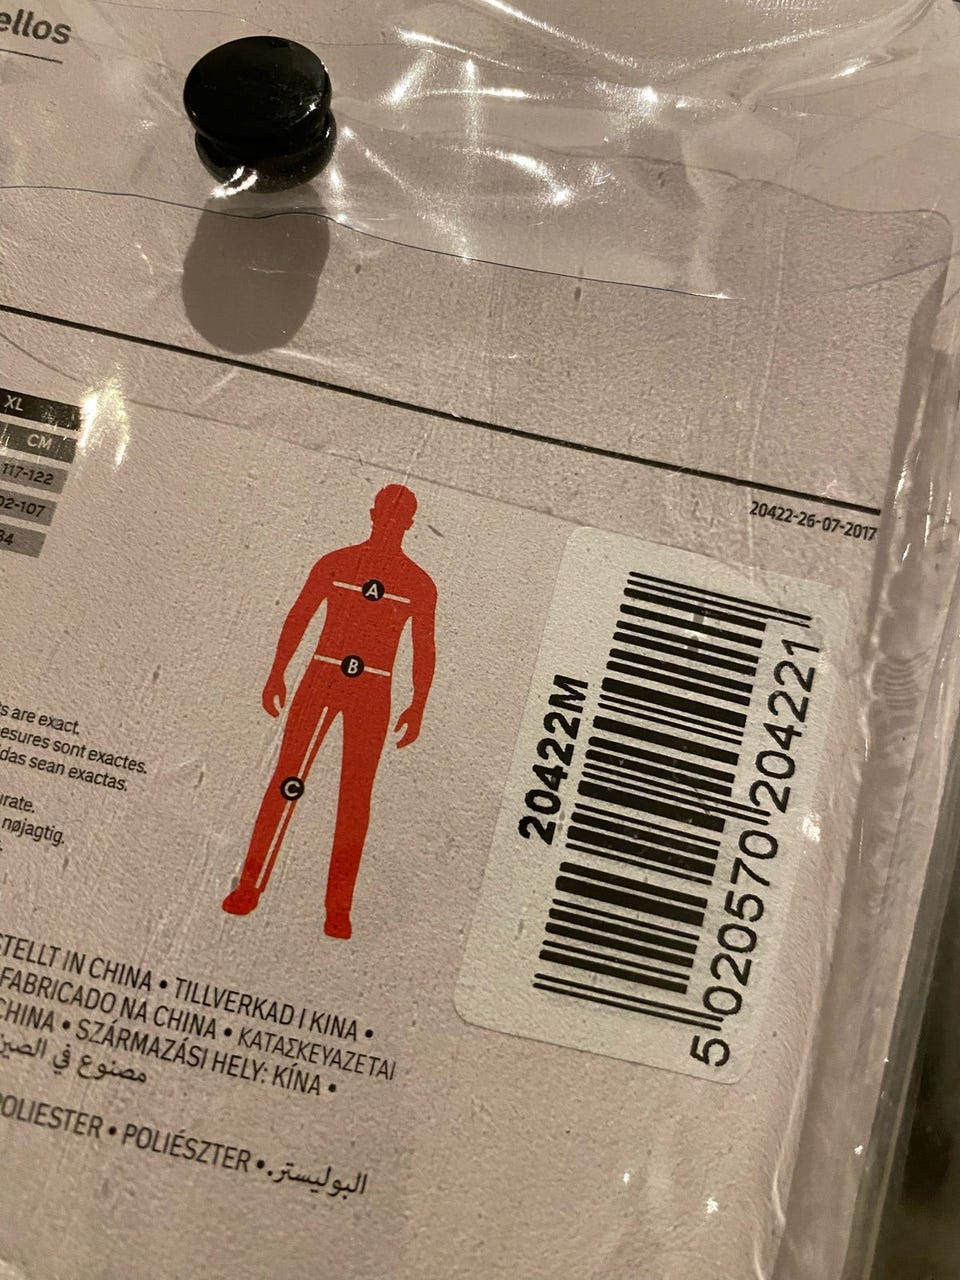 ellos
XL
CM
117-122
02-107
84
20422-26-07-2017
A
B
C
20422M
5 020570 204221
s are exact.
esures sont exactes.
das sean exactas.
rate.
nøjagtig.
STELLT IN CHINA • TILLVERKAD I KINA •
FABRICADO NA CHINA • ΚΑΤΑΣΚΕΥΑΖΕΤΑΙ
CHINA • SZÁRMAZÁSI HELY: KÍNA •
مصنوع في الصين
POLIESTER • POLIÉSZTER •
البوليستر.